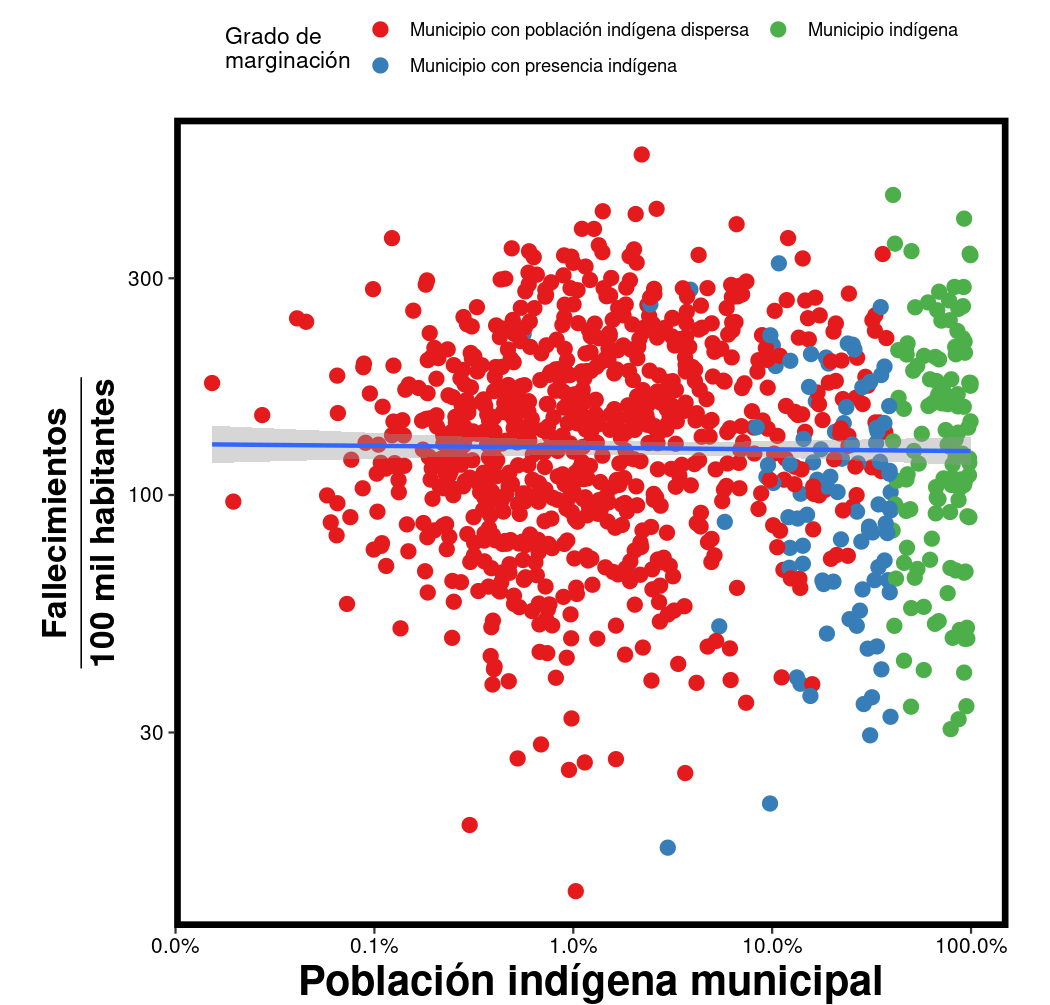 Grado de
marginación
Municipio con población indígena dispersa
Municipio indígena
Municipio con presencia indígena
Fallecimientos
100 mil habitantes
300
100
30
0.0%
0.1%
1.0%
10.0%
100.0%
Población indígena municipal